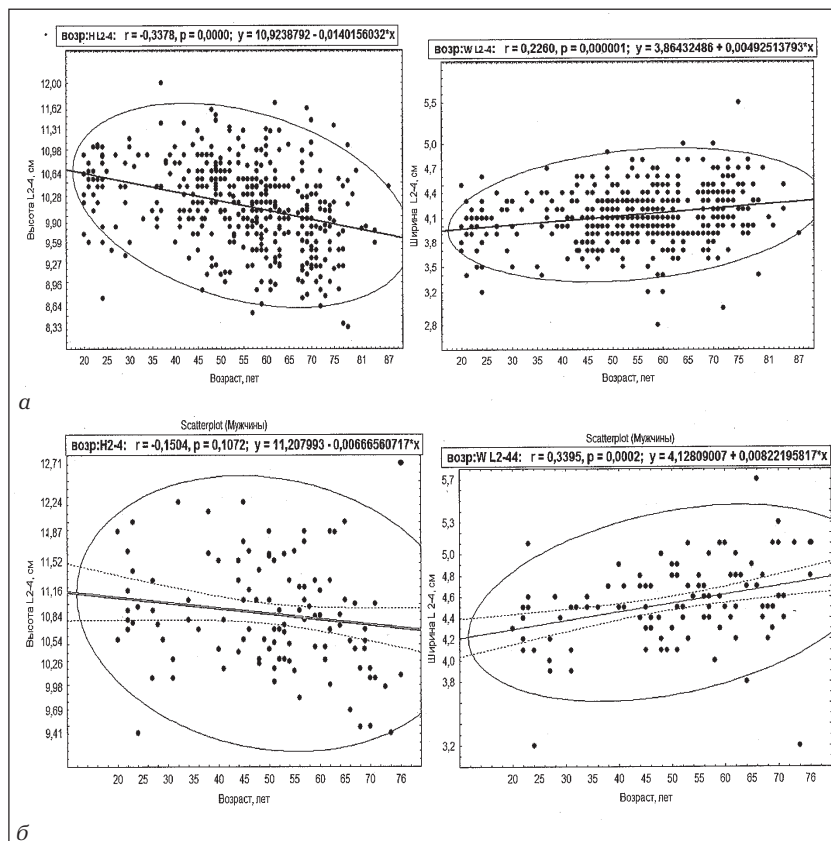 возр:H L2-4: r = -0,3378, p = 0,0000; y = 10,9238792 - 0,0140156032*x
12,00
11,62
11,31
10,98
10,64
10,28
9,90
9,59
9,27
8,96
8,64
8,33
Высота L2-4, см
20 25 30 35 40 45 50 55 60 65 70 75 81 87
Возраст, лет
возр:W L2-4: r = 0,2260, p = 0,000001; y = 3,86432486 + 0,00492513793*x
5,5
5,0
4,7
4,4
4,1
3,8
3,5
3,2
2,8
Ширина L 2-4, см
20 25 30 35 40 45 50 55 60 65 70 75 81 87
Возраст, лет
а
Scatterplot (Мужчины)
возр:H2-4: r = -0,1504, p = 0,1072; y = 11,207993 - 0,00666560717*x
12,71
12,24
11,87
11,52
11,16
10,84
10,54
10,26
9,98
9,69
9,41
Высота L2-4, см
20 25 30 35 40 45 50 55 60 65 70 76
Возраст, лет
Scatterplot (Мужчины)
возр:W L2-44: r = 0,3395, p = 0,0002; y = 4,12809007 + 0,00822195817*x
5,7
5,3
5,0
4,8
4,6
4,4
4,2
4,0
3,8
3,2
Ширина L 2-4, см
20 25 30 35 40 45 50 55 60 65 70 76
Возраст, лет
б